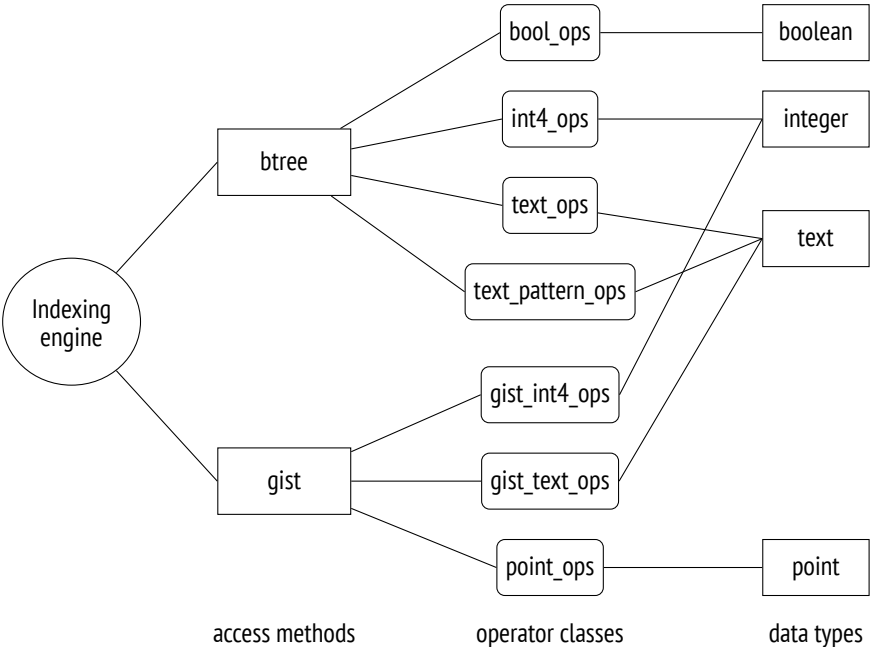 bool_ops
boolean
int4_ops
integer
btree
text_ops
text
text_pattern_ops
Indexing
engine
gist_int4_ops
gist
gist_text_ops
point_ops
point
access methods
operator classes
data types